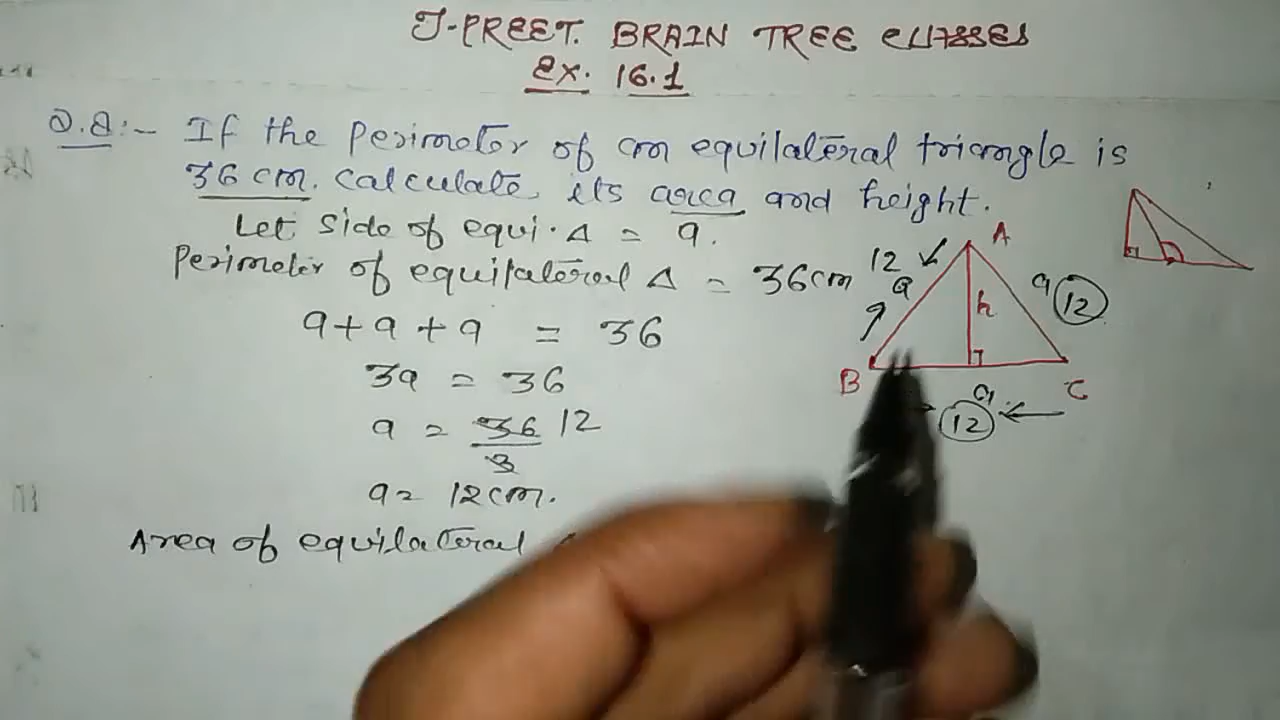 J-PREET. BRAIN TREE CLASSES
Ex. 16.1
Q.8:- If the perimeter of an equilateral triangle is
36 cm. calculate its area and height.
Let side of equi. Δ = a.
Perimeter of equilateral Δ = 36cm
a + a + a = 36
3a = 36
a = 36/3 12
a = 12cm.
Area of equilateral
A
12
a
h
a
12
B
C
a
12